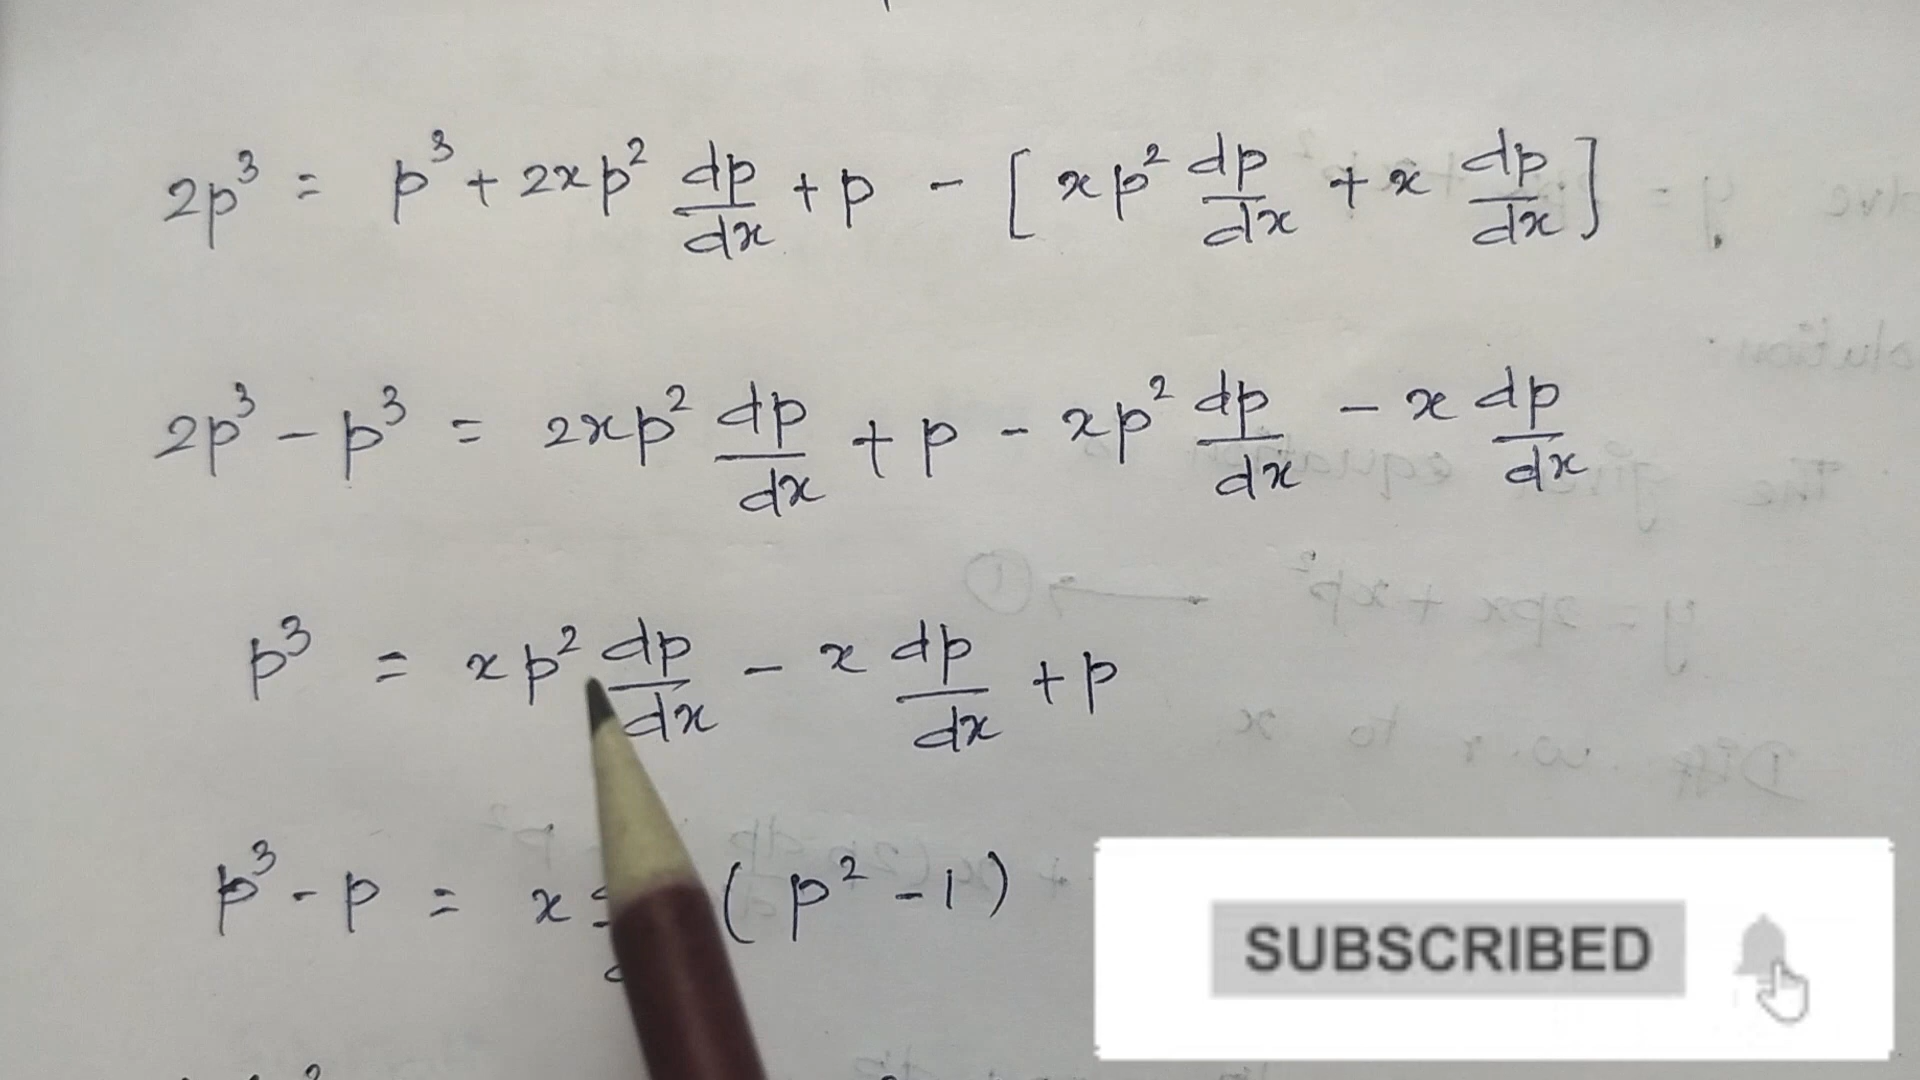 2p³ = p³ + 2xp² dp/dx + p - [ xp² dp/dx + x dp/dx ]
2p³ - p³ = 2xp² dp/dx + p - xp² dp/dx - x dp/dx
p³ = xp² dp/dx - x dp/dx + p
p³ - p = x ( p² - 1 )
SUBSCRIBED